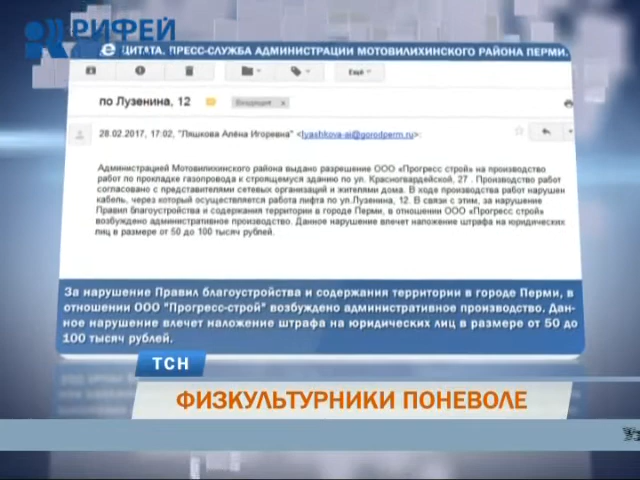 РИФЕЙ
ЦИТАТА. ПРЕСС-СЛУЖБА АДМИНИСТРАЦИИ МОТОВИЛИХИНСКОГО РАЙОНА ПЕРМИ.
Ещё
по Лузенина, 12 Входящие x
28.02.2017, 17:02, "Ляшкова Алёна Игоревна" <lyashkova-ai@gorodperm.ru>:
Администрацией Мотовилихинского района выдано разрешение ООО «Прогресс строй» на производство
работ по прокладке газопровода к строящемуся зданию по ул. Красногвардейской, 27 . Производство работ
согласовано с представителями сетевых организаций и жителями дома. В ходе производства работ нарушен
кабель, через который осуществляется работа лифта по ул.Лузенина, 12. В связи с этим, за нарушение
Правил благоустройства и содержания территории в городе Перми, в отношении ООО «Прогресс строй»
возбуждено административное производство. Данное нарушение влечет наложение штрафа на юридических
лиц в размере от 50 до 100 тысяч рублей.
За нарушение Правил благоустройства и содержания территории в городе Перми, в
отношении ООО "Прогресс-строй" возбуждено административное производство. Дан-
ное нарушение влечет наложение штрафа на юридических лиц в размере от 50 до
100 тысяч рублей.
ТСН
ФИЗКУЛЬТУРНИКИ ПОНЕВОЛЕ